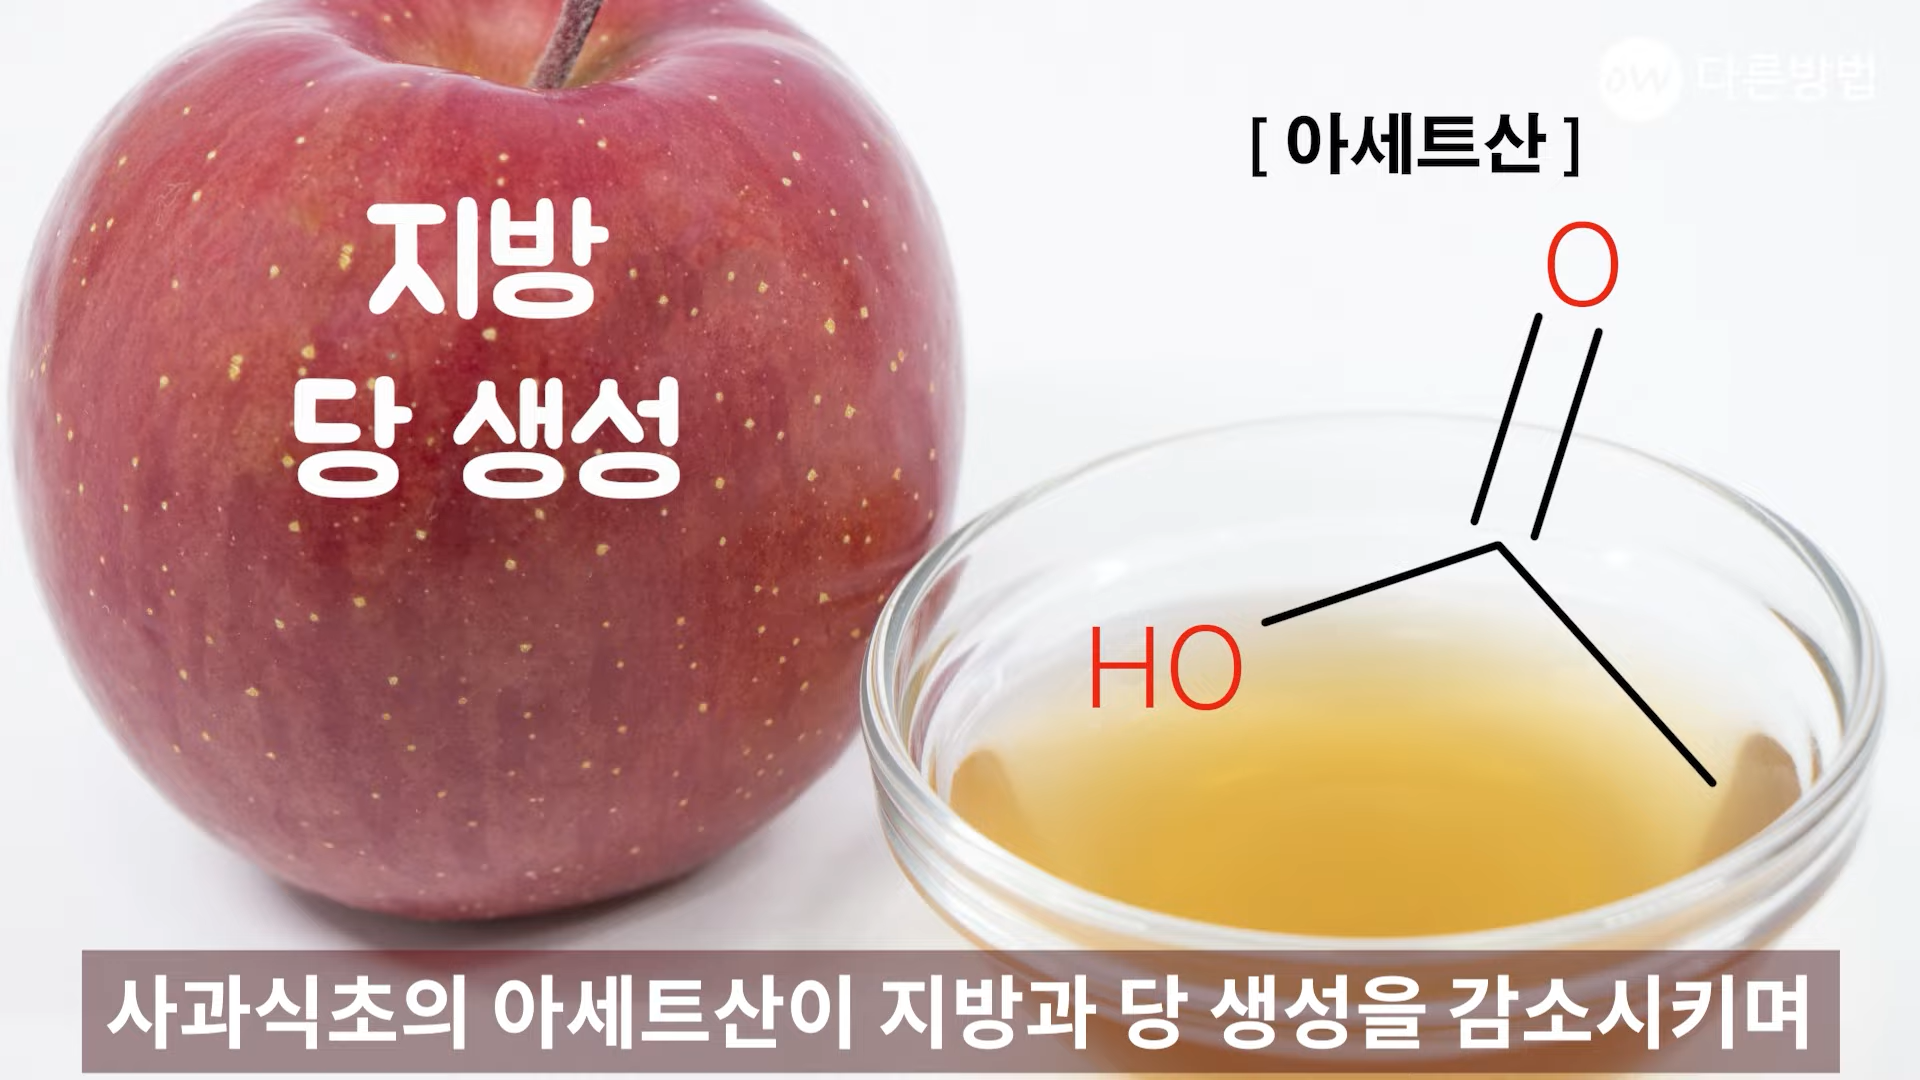 ow 다른방법
[ 아세트산 ]
지방
당 생성
O
HO
사과식초의 아세트산이 지방과 당 생성을 감소시키며